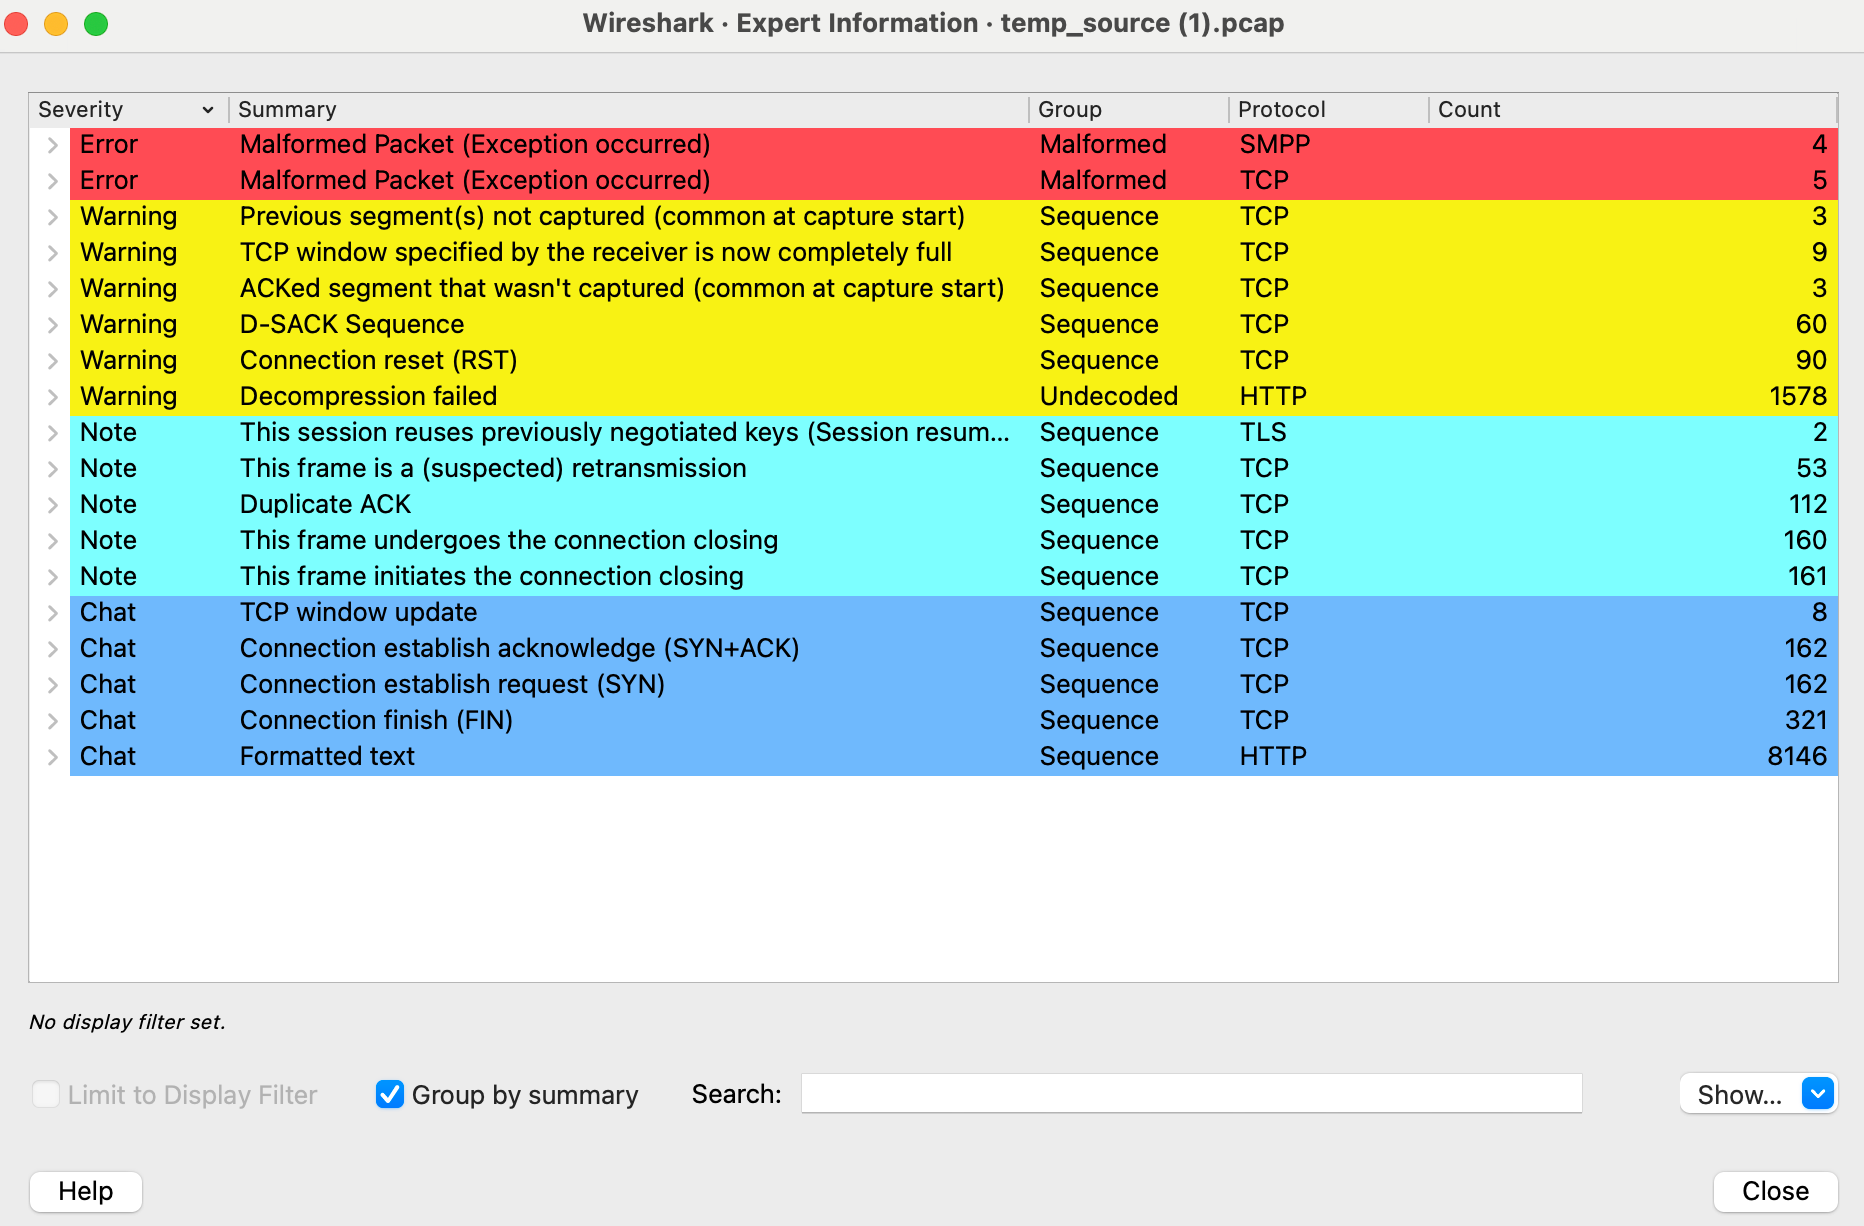 Wireshark · Expert Information · temp_source (1).pcap
Severity Summary Group Protocol Count
Error Malformed Packet (Exception occurred) Malformed SMPP 4
Error Malformed Packet (Exception occurred) Malformed TCP 5
Warning Previous segment(s) not captured (common at capture start) Sequence TCP 3
Warning TCP window specified by the receiver is now completely full Sequence TCP 9
Warning ACKed segment that wasn't captured (common at capture start) Sequence TCP 3
Warning D-SACK Sequence Sequence TCP 60
Warning Connection reset (RST) Sequence TCP 90
Warning Decompression failed Undecoded HTTP 1578
Note This session reuses previously negotiated keys (Session resum... Sequence TLS 2
Note This frame is a (suspected) retransmission Sequence TCP 53
Note Duplicate ACK Sequence TCP 112
Note This frame undergoes the connection closing Sequence TCP 160
Note This frame initiates the connection closing Sequence TCP 161
Chat TCP window update Sequence TCP 8
Chat Connection establish acknowledge (SYN+ACK) Sequence TCP 162
Chat Connection establish request (SYN) Sequence TCP 162
Chat Connection finish (FIN) Sequence TCP 321
Chat Formatted text Sequence HTTP 8146
No display filter set.
Limit to Display Filter Group by summary Search: Show...
Help Close